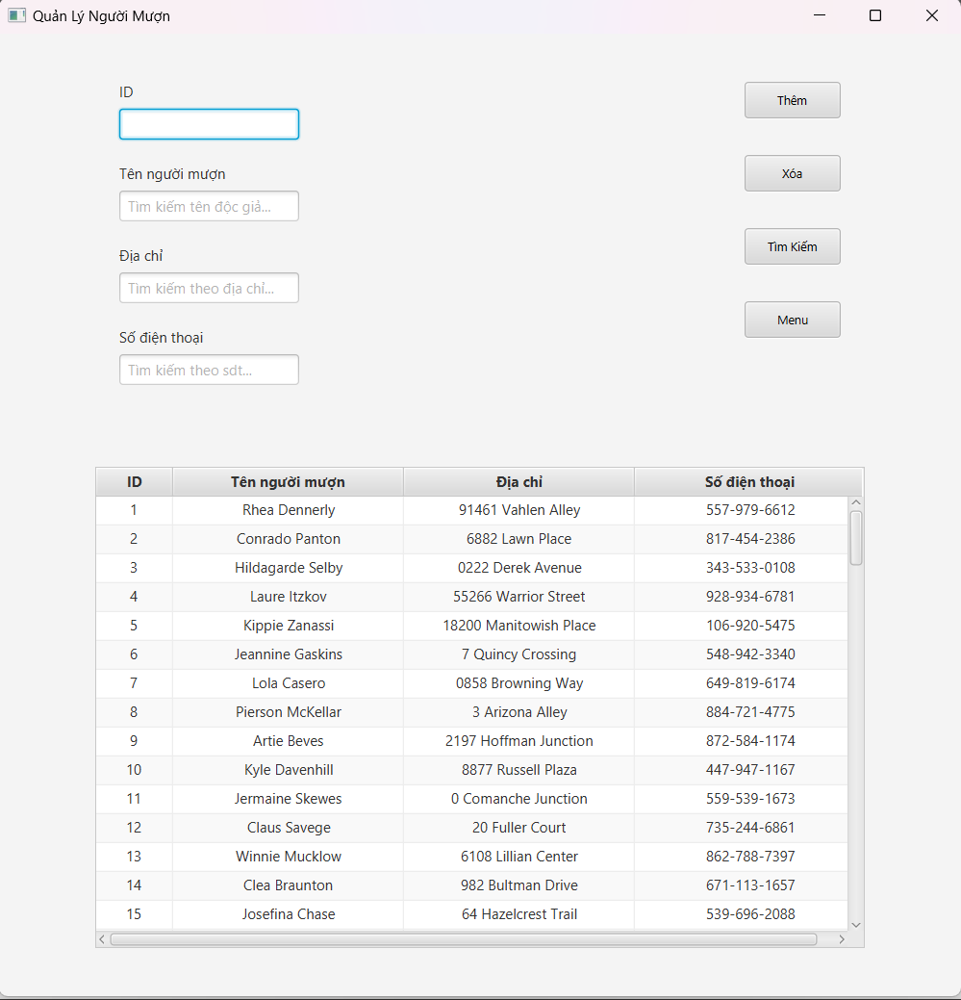 Quản Lý Người Mượn
ID
Thêm
Tên người mượn
Xóa
Tìm kiếm tên độc giả...
Địa chỉ
Tìm Kiếm
Tìm kiếm theo địa chỉ...
Menu
Số điện thoại
Tìm kiếm theo sdt...
ID Tên người mượn Địa chỉ Số điện thoại
1 Rhea Dennerly 91461 Vahlen Alley 557-979-6612
2 Conrado Panton 6882 Lawn Place 817-454-2386
3 Hildagarde Selby 0222 Derek Avenue 343-533-0108
4 Laure Itzkov 55266 Warrior Street 928-934-6781
5 Kippie Zanassi 18200 Manitowish Place 106-920-5475
6 Jeannine Gaskins 7 Quincy Crossing 548-942-3340
7 Lola Casero 0858 Browning Way 649-819-6174
8 Pierson McKellar 3 Arizona Alley 884-721-4775
9 Artie Beves 2197 Hoffman Junction 872-584-1174
10 Kyle Davenhill 8877 Russell Plaza 447-947-1167
11 Jermaine Skewes 0 Comanche Junction 559-539-1673
12 Claus Savege 20 Fuller Court 735-244-6861
13 Winnie Mucklow 6108 Lillian Center 862-788-7397
14 Clea Braunton 982 Bultman Drive 671-113-1657
15 Josefina Chase 64 Hazelcrest Trail 539-696-2088